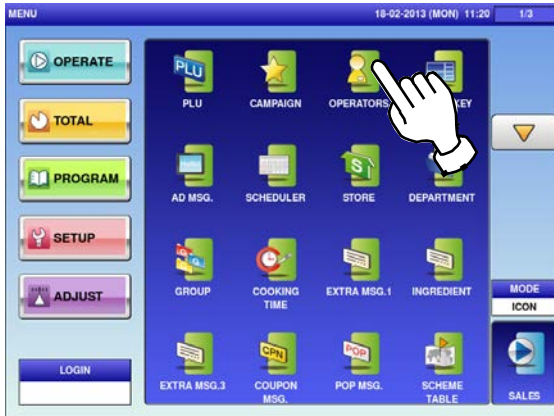 MENU
18-02-2013 (MON) 11:20
1/3
OPERATE
TOTAL
PROGRAM
SETUP
ADJUST
LOGIN
PLU
PLU
CAMPAIGN
OPERATORS
KEY
AD MSG.
SCHEDULER
S
STORE
DEPARTMENT
GROUP
COOKING
TIME
EXTRA MSG.1
INGREDIENT
EXTRA MSG.3
CPN
COUPON
MSG.
POP
POP MSG.
SCHEME
TABLE
MODE
ICON
SALES